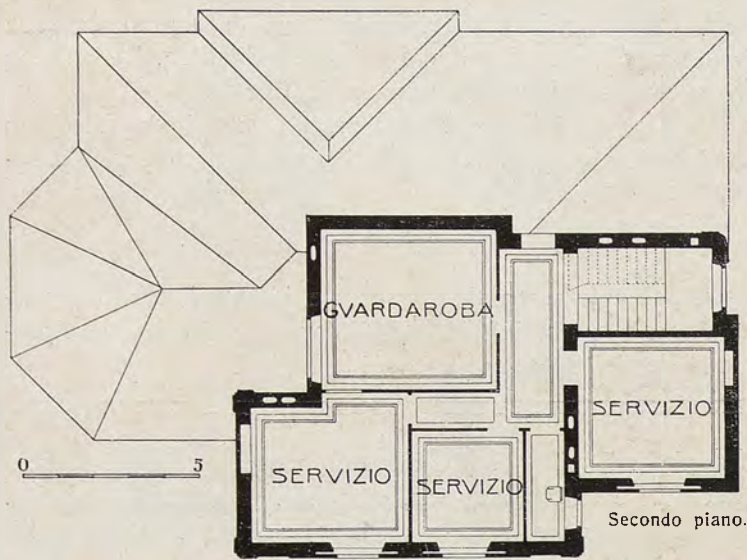 GVARDAROBA
SERVIZIO
SERVIZIO
SERVIZIO
0 5
Secondo piano.